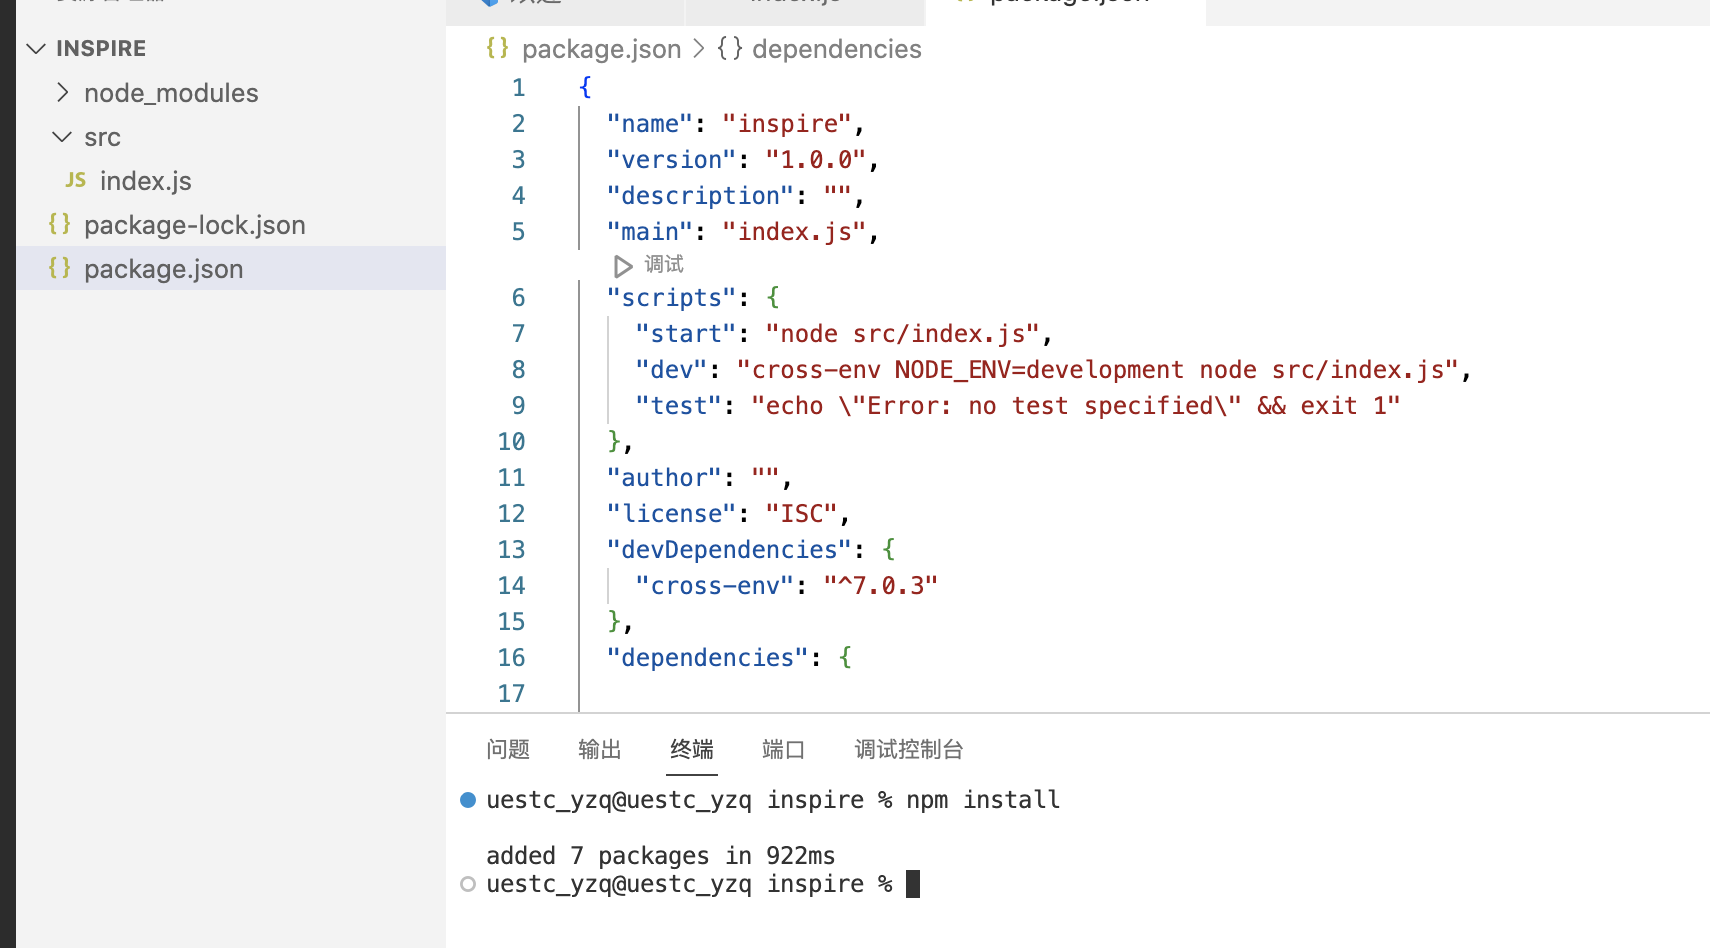 INSPIRE
node_modules
src
JS index.js
{} package-lock.json
{} package.json
{} package.json > {} dependencies
1 {
2 "name": "inspire",
3 "version": "1.0.0",
4 "description": "",
5 "main": "index.js",
调试
6 "scripts": {
7 "start": "node src/index.js",
8 "dev": "cross-env NODE_ENV=development node src/index.js",
9 "test": "echo \"Error: no test specified\" && exit 1"
10 },
11 "author": "",
12 "license": "ISC",
13 "devDependencies": {
14 "cross-env": "^7.0.3"
15 },
16 "dependencies": {
17
问题 输出 终端 端口 调试控制台
uestc_yzq@uestc_yzq inspire % npm install
added 7 packages in 922ms
uestc_yzq@uestc_yzq inspire %